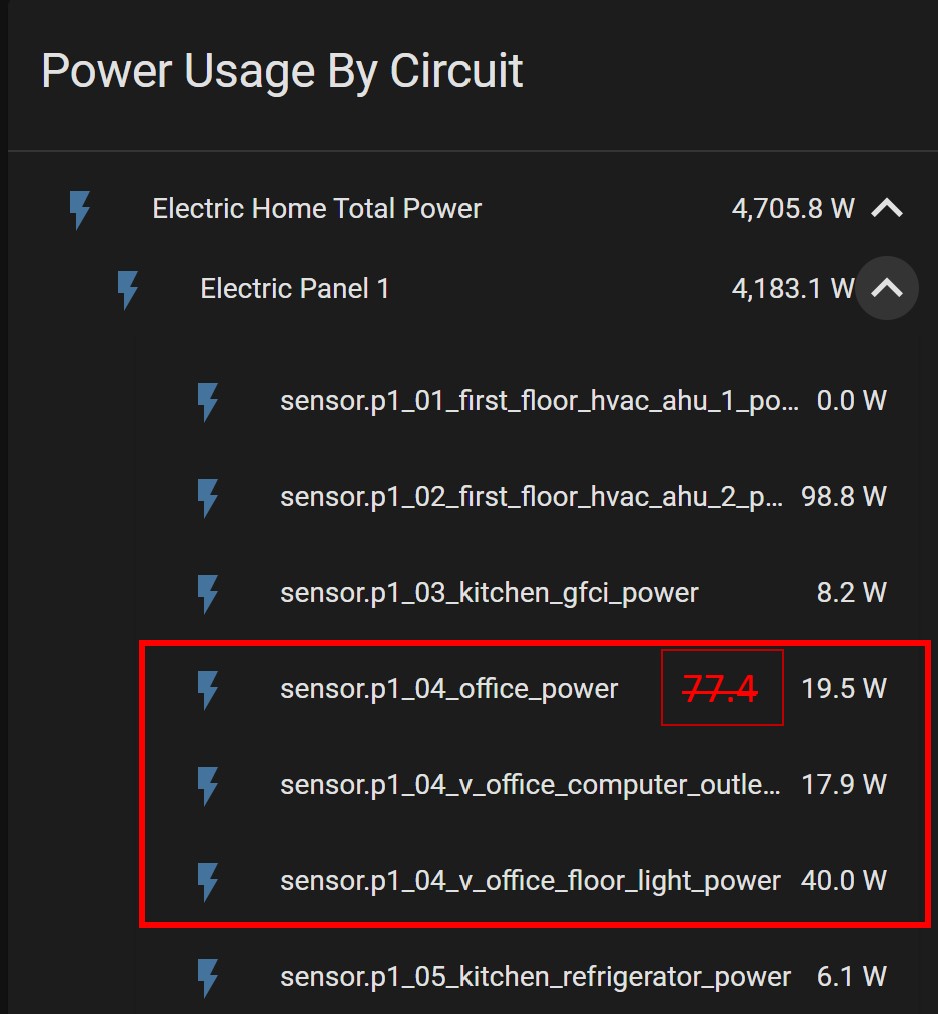 Power Usage By Circuit
Electric Home Total Power 4,705.8 W
Electric Panel 1 4,183.1 W
sensor.p1_01_first_floor_hvac_ahu_1_po... 0.0 W
sensor.p1_02_first_floor_hvac_ahu_2_p... 98.8 W
sensor.p1_03_kitchen_gfci_power 8.2 W
sensor.p1_04_office_power 77.4 19.5 W
sensor.p1_04_v_office_computer_outle... 17.9 W
sensor.p1_04_v_office_floor_light_power 40.0 W
sensor.p1_05_kitchen_refrigerator_power 6.1 W